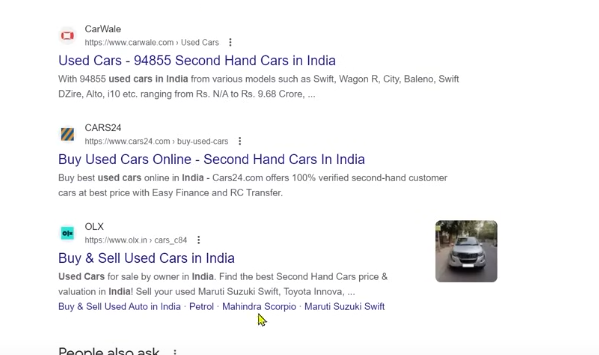 CarWale
https://www.carwale.com › Used Cars
Used Cars - 94855 Second Hand Cars in India
With 94855 used cars in India from various models such as Swift, Wagon R, City, Baleno, Swift
DZire, Alto, i10 etc. ranging from Rs. N/A to Rs. 9.68 Crore, ...
CARS24
https://www.cars24.com › buy-used-cars
Buy Used Cars Online - Second Hand Cars In India
Buy best used cars online in India - Cars24.com offers 100% verified second-hand customer
cars at best price with Easy Finance and RC Transfer.
OLX
https://www.olx.in › cars_c84
Buy & Sell Used Cars in India
Used Cars for sale by owner in India. Find the best Second Hand Cars price &
valuation in India! Sell your used Maruti Suzuki Swift, Toyota Innova, ...
Buy & Sell Used Auto in India · Petrol · Mahindra Scorpio · Maruti Suzuki Swift
People also ask